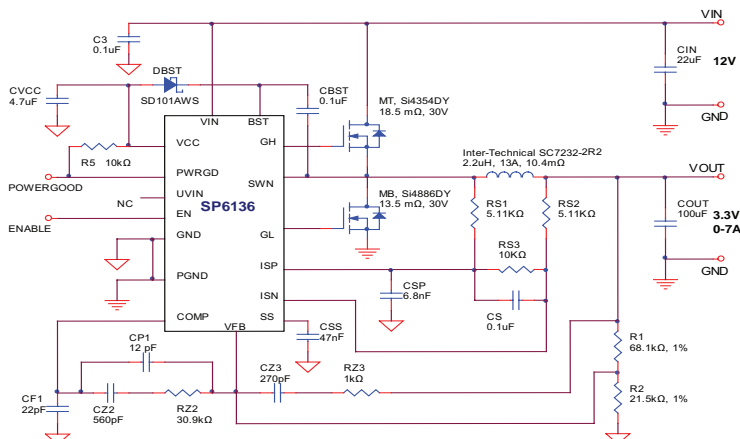 VIN
C3
0.1uF
CIN
22uF
12V
GND
DBST
SD101AWS
CVCC
4.7uF
CBST
0.1uF
MT, Si4354DY
18.5 mΩ, 30V
VIN
BST
VCC
GH
R5 10kΩ
Inter-Technical SC7232-2R2
2.2uH, 13A, 10.4mΩ
PWRGD
SWN
VOUT
POWERGOOD
NC
UVIN
MB, Si4886DY
13.5 mΩ, 30V
RS1
5.11KΩ
RS2
5.11KΩ
COUT
100uF
3.3V
0-7A
SP6136
EN
ENABLE
GND
GL
RS3
10KΩ
GND
PGND
ISP
CSP
6.8nF
ISN
CS
0.1uF
COMP
SS
VFB
CSS
47nF
CP1
12 pF
R1
68.1kΩ, 1%
CZ3
270pF
RZ3
1kΩ
CF1
22pF
CZ2
560pF
RZ2
30.9kΩ
R2
21.5kΩ, 1%